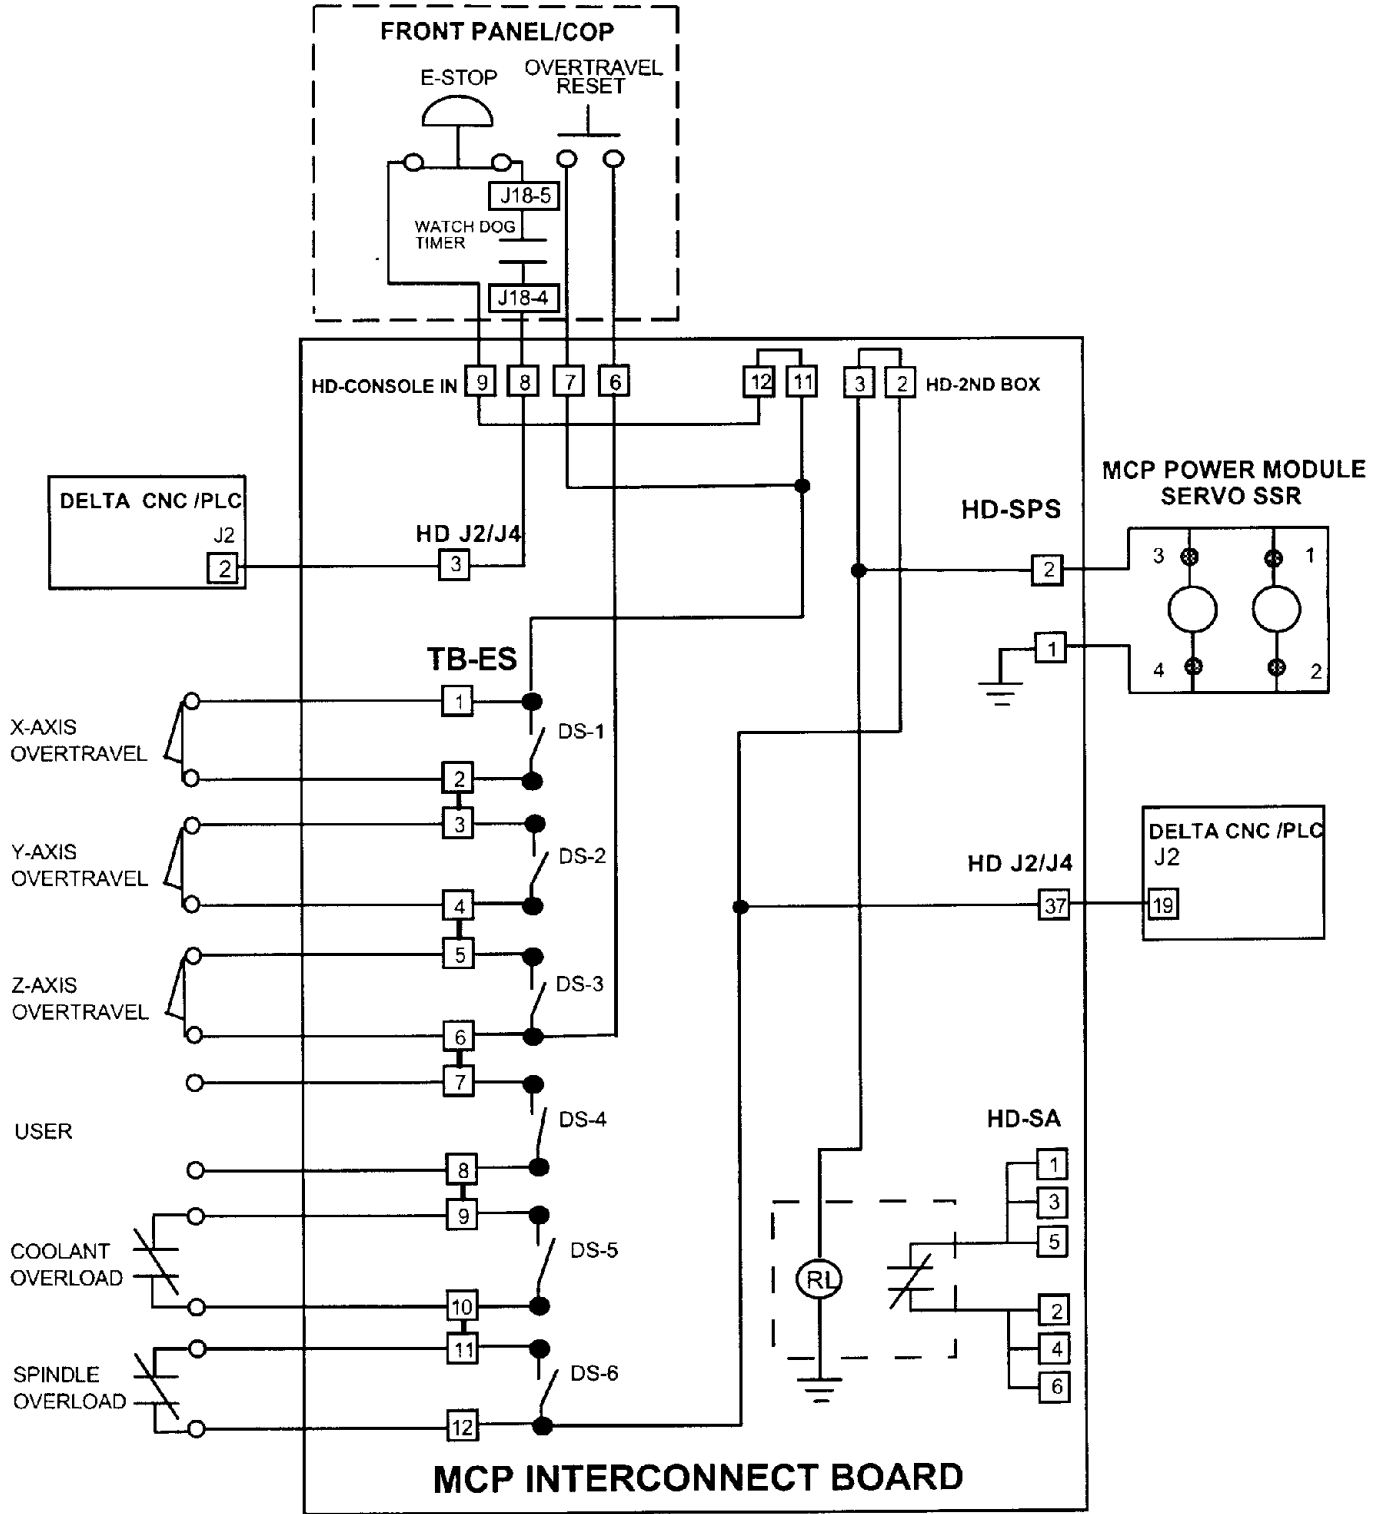 FRONT PANEL/COP
E-STOP
OVERTRAVEL
RESET
J18-5
WATCH DOG
TIMER
J18-4
HD-CONSOLE IN
9
8
7
6
12
11
3
2
HD-2ND BOX
MCP POWER MODULE
SERVO SSR
DELTA CNC /PLC
J2
2
HD J2/J4
3
HD-SPS
2
1
3
1
4
2
TB-ES
X-AXIS
OVERTRAVEL
1
DS-1
2
Y-AXIS
OVERTRAVEL
3
DS-2
4
DELTA CNC /PLC
J2
HD J2/J4
37
19
Z-AXIS
OVERTRAVEL
5
DS-3
6
USER
7
DS-4
8
HD-SA
1
3
5
2
4
6
RL
COOLANT
OVERLOAD
9
DS-5
10
SPINDLE
OVERLOAD
11
DS-6
12
MCP INTERCONNECT BOARD